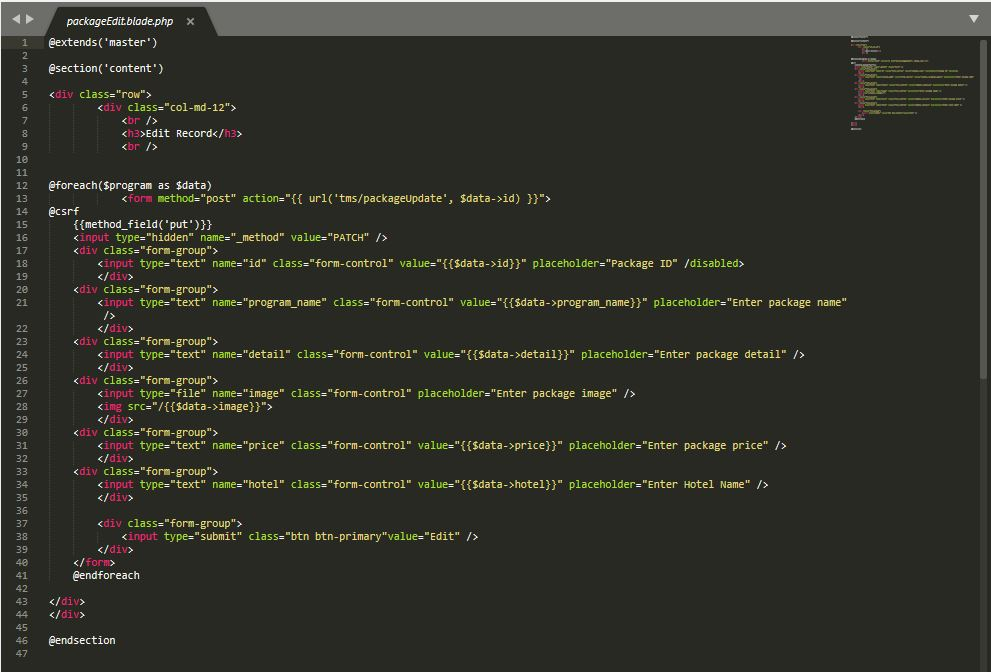 packageEdit.blade.php ×
1 @extends('master')
2
3 @section('content')
4
5 <div class="row">
6 <div class="col-md-12">
7 <br />
8 <h3>Edit Record</h3>
9 <br />
10
11
12 @foreach($program as $data)
13 <form method="post" action="{{ url('tms/packageUpdate', $data->id) }}">
14 @csrf
15 {{method_field('put')}}
16 <input type="hidden" name="_method" value="PATCH" />
17 <div class="form-group">
18 <input type="text" name="id" class="form-control" value="{{$data->id}}" placeholder="Package ID" /disabled>
19 </div>
20 <div class="form-group">
21 <input type="text" name="program_name" class="form-control" value="{{$data->program_name}}" placeholder="Enter package name"
/>
22 </div>
23 <div class="form-group">
24 <input type="text" name="detail" class="form-control" value="{{$data->detail}}" placeholder="Enter package detail" />
25 </div>
26 <div class="form-group">
27 <input type="file" name="image" class="form-control" placeholder="Enter package image" />
28 <img src="/{{$data->image}}">
29 </div>
30 <div class="form-group">
31 <input type="text" name="price" class="form-control" value="{{$data->price}}" placeholder="Enter package price" />
32 </div>
33 <div class="form-group">
34 <input type="text" name="hotel" class="form-control" value="{{$data->hotel}}" placeholder="Enter Hotel Name" />
35 </div>
36
37 <div class="form-group">
38 <input type="submit" class="btn btn-primary"value="Edit" />
39 </div>
40 </form>
41 @endforeach
42
43 </div>
44 </div>
45
46 @endsection
47